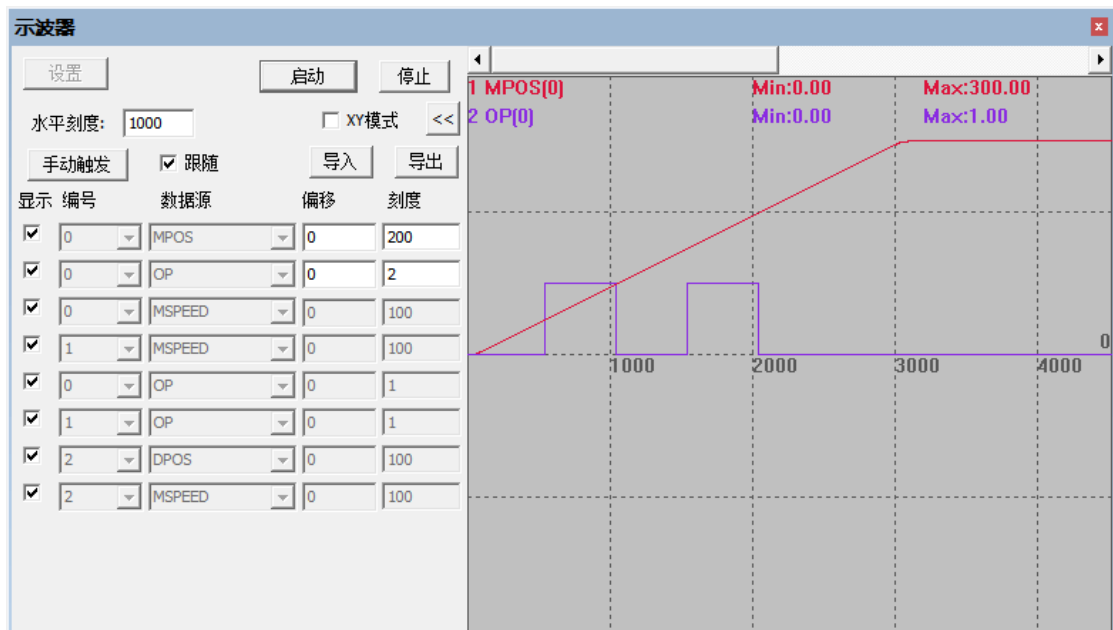 示波器
设置 启动 停止
水平刻度: 1000 XY模式 <<
手动触发 跟随 导入 导出
显示 编号 数据源 偏移 刻度
0 MPOS 0 200
0 OP 0 2
0 MSPEED 0 100
1 MSPEED 0 100
0 OP 0 1
1 OP 0 1
2 DPOS 0 100
2 MSPEED 0 100
1 MPOS(0) Min:0.00 Max:300.00
2 OP(0) Min:0.00 Max:1.00
0
1000 2000 3000 4000